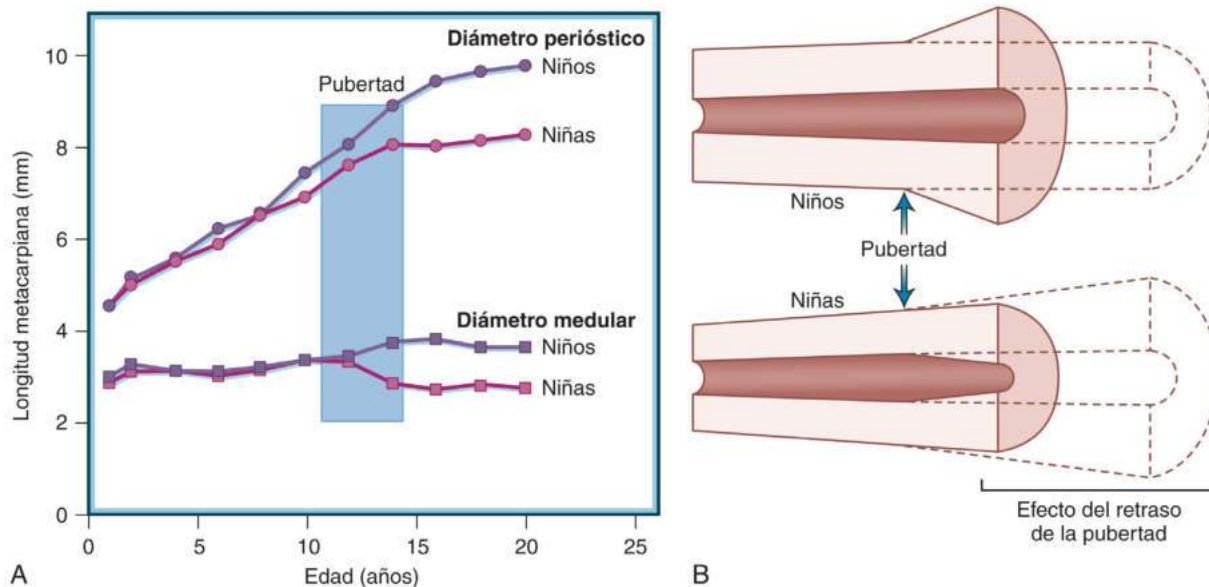 Longitud metacarpiana (mm)
10
8
6
4
2
0
Diámetro perióstico
Niños
Pubertad
Niñas
Diámetro medular
Niños
Niñas
0
5
10
15
20
25
Edad (años)
A
Niños
Pubertad
Niñas
Efecto del retraso
de la pubertad
B